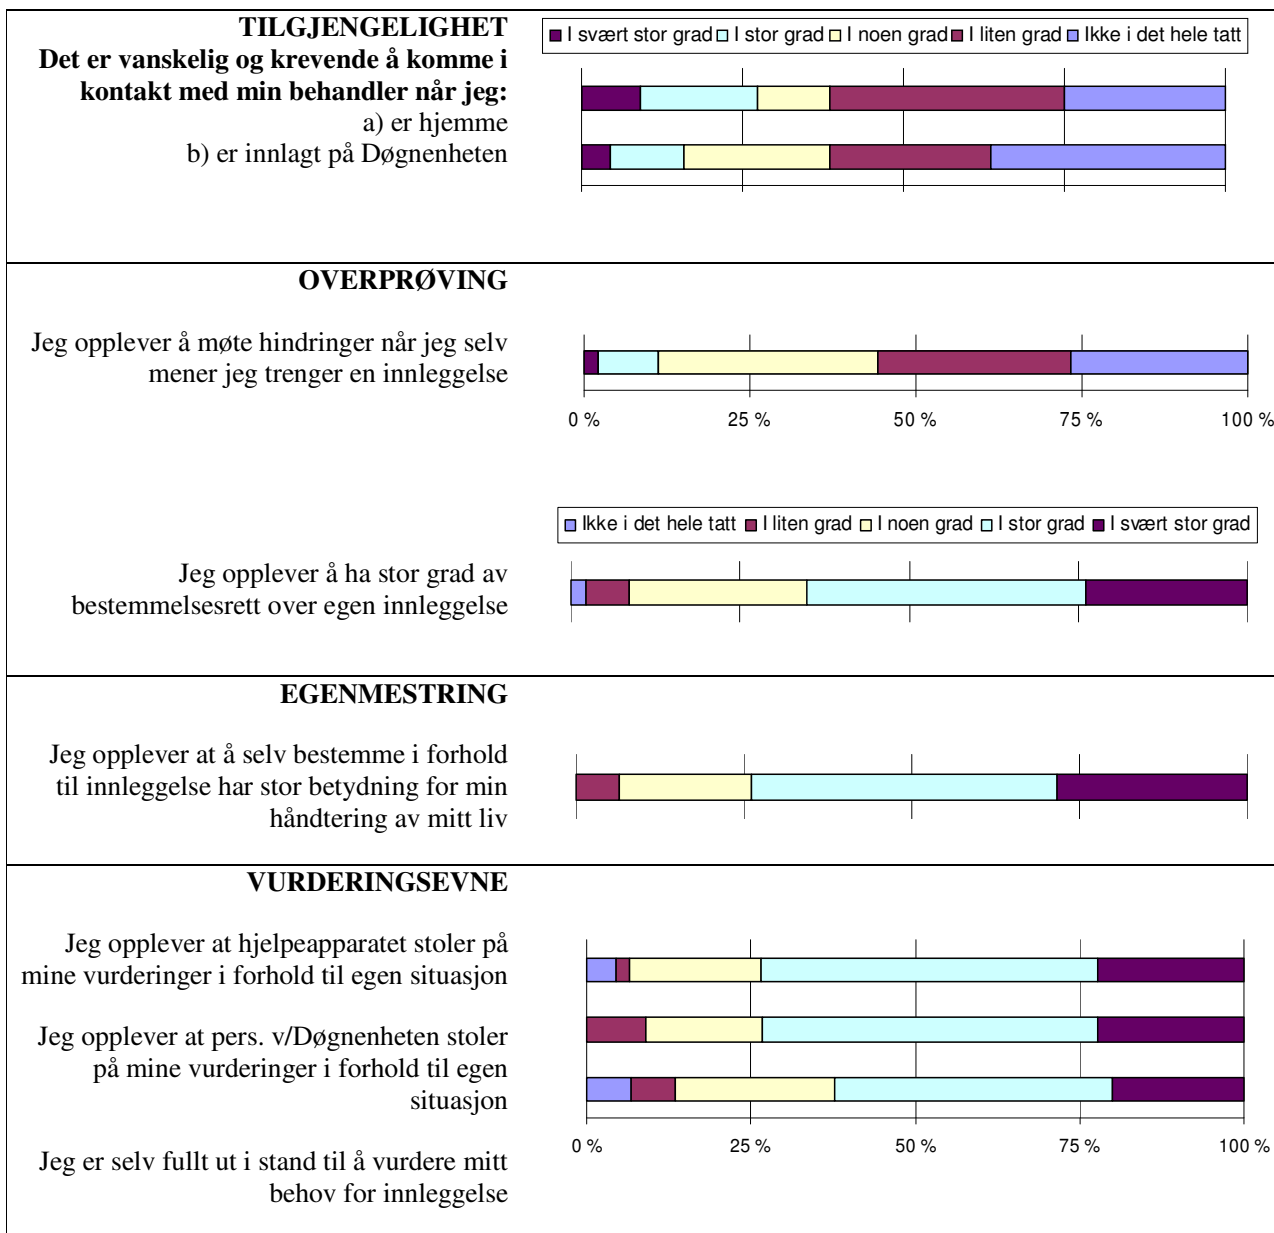 TILGJENGELIGHET
Det er vanskelig og krevende å komme i
kontakt med min behandler når jeg:
a) er hjemme
b) er innlagt på Døgnenheten
I svært stor grad I stor grad I noen grad I liten grad Ikke i det hele tatt
OVERPRØVING
Jeg opplever å møte hindringer når jeg selv
mener jeg trenger en innleggelse
0 % 25 % 50 % 75 % 100 %
Ikke i det hele tatt I liten grad I noen grad I stor grad I svært stor grad
Jeg opplever å ha stor grad av
bestemmelsesrett over egen innleggelse
EGENMESTRING
Jeg opplever at å selv bestemme i forhold
til innleggelse har stor betydning for min
håndtering av mitt liv
VURDERINGSEVNE
Jeg opplever at hjelpeapparatet stoler på
mine vurderinger i forhold til egen situasjon
Jeg opplever at pers. v/Døgnenheten stoler
på mine vurderinger i forhold til egen
situasjon
Jeg er selv fullt ut i stand til å vurdere mitt
behov for innleggelse
0 % 25 % 50 % 75 % 100 %